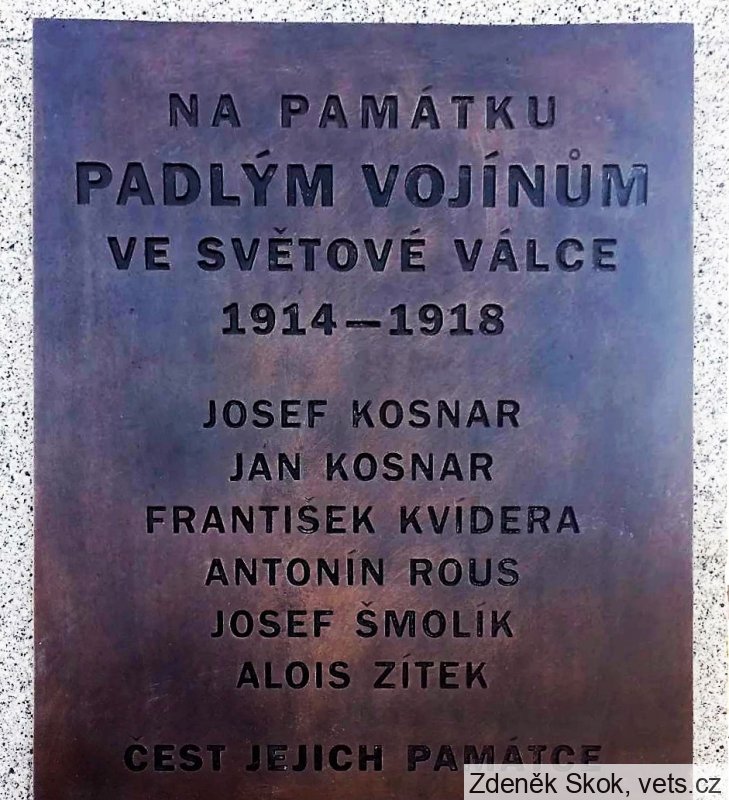 NA PAMÁTKU
PADLÝM VOJÍNŮM
VE SVĚTOVÉ VÁLCE
1914—1918
JOSEF KOSNAR
JAN KOSNAR
FRANTIŠEK KVÍDERA
ANTONÍN ROUS
JOSEF ŠMOLÍK
ALOIS ZÍTEK
ČEST JEJICH PAMÁTCE
Zdeněk Skok, vets.cz